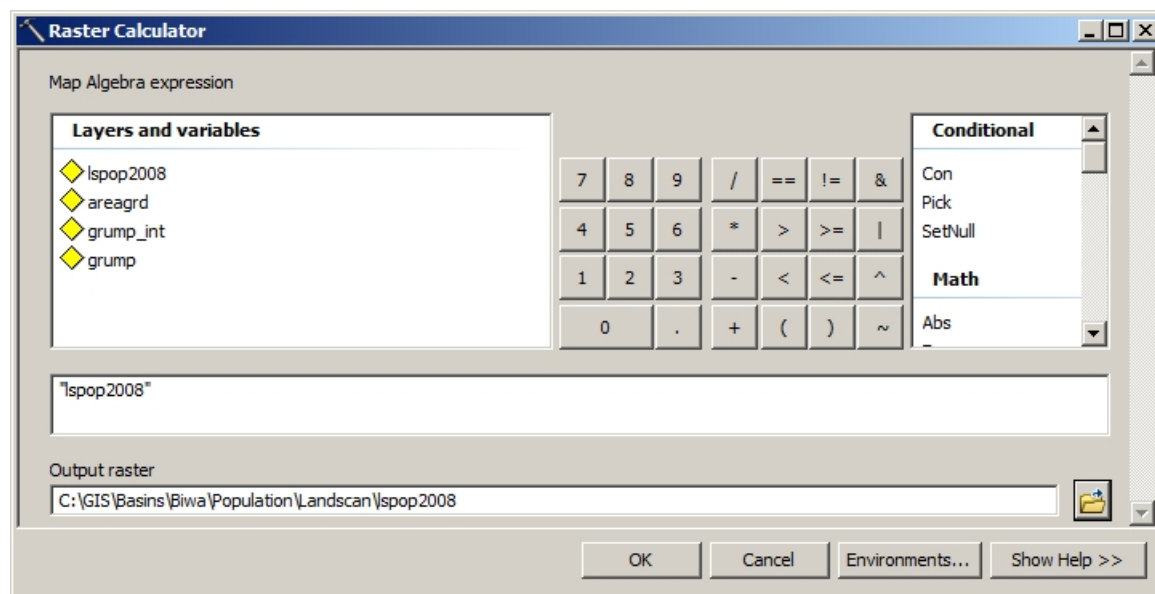 Raster Calculator
Map Algebra expression
Layers and variables
lspop2008
areagrd
grump_int
grump
7 8 9 / == != &
4 5 6 * > >= |
1 2 3 - < <= ^
0 . + ( ) ~
Conditional
Con
Pick
SetNull
Math
Abs
"lspop2008"
Output raster
C:\GIS\Basins\Biwa\Population\Landscan\lspop2008
OK Cancel Environments... Show Help >>